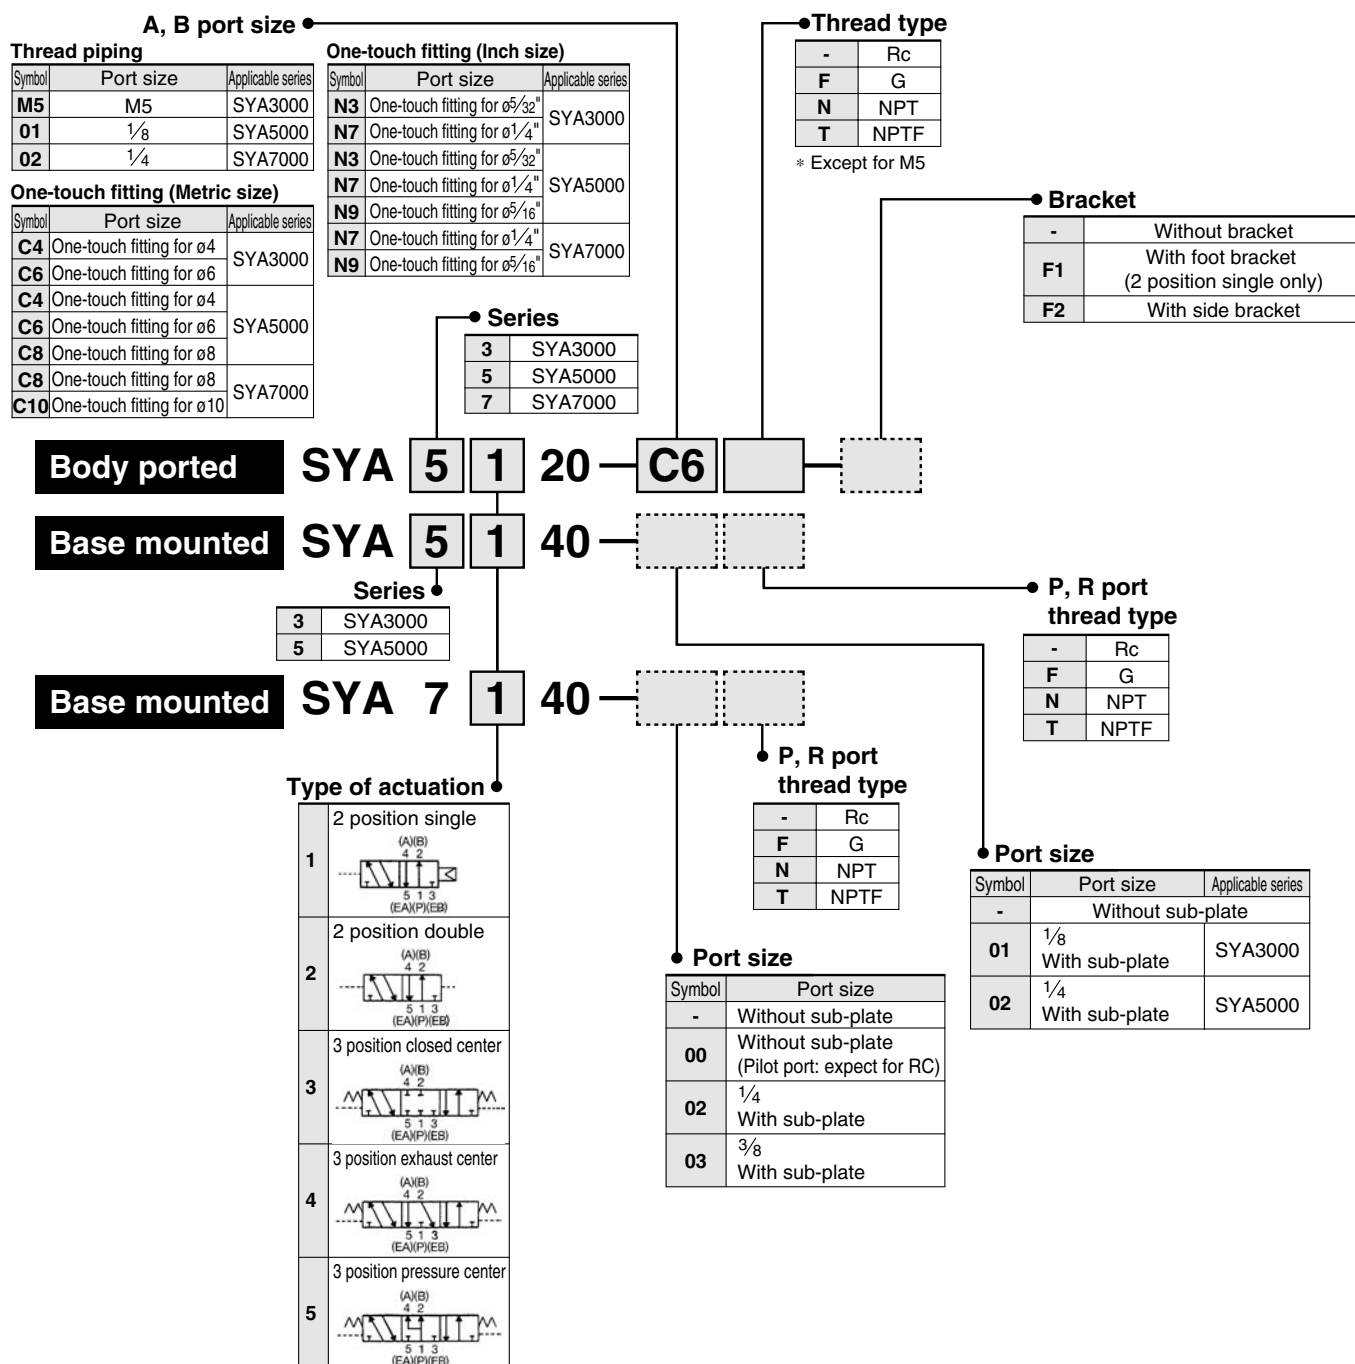 A, B port size
Thread piping
Symbol Port size Applicable series
M5 M5 SYA3000
01 1/8 SYA5000
02 1/4 SYA7000
One-touch fitting (Metric size)
Symbol Port size Applicable series
C4 One-touch fitting for ø4 SYA3000
C6 One-touch fitting for ø6
C4 One-touch fitting for ø4 SYA5000
C6 One-touch fitting for ø6
C8 One-touch fitting for ø8
C8 One-touch fitting for ø8 SYA7000
C10 One-touch fitting for ø10
One-touch fitting (Inch size)
Symbol Port size Applicable series
N3 One-touch fitting for ø5/32" SYA3000
N7 One-touch fitting for ø1/4"
N3 One-touch fitting for ø5/32" SYA5000
N7 One-touch fitting for ø1/4"
N9 One-touch fitting for ø5/16"
N7 One-touch fitting for ø1/4" SYA7000
N9 One-touch fitting for ø5/16"
Thread type
- Rc
F G
N NPT
T NPTF
* Except for M5
Bracket
- Without bracket
F1 With foot bracket
(2 position single only)
F2 With side bracket
Series
3 SYA3000
5 SYA5000
7 SYA7000
Body ported SYA 5 1 20 — C6 —
Base mounted SYA 5 1 40 —
Series
3 SYA3000
5 SYA5000
Base mounted SYA 7 1 40 —
P, R port
thread type
- Rc
F G
N NPT
T NPTF
P, R port
thread type
- Rc
F G
N NPT
T NPTF
Port size
Symbol Port size Applicable series
- Without sub-plate
01 1/8
With sub-plate SYA3000
02 1/4
With sub-plate SYA5000
Port size
Symbol Port size
- Without sub-plate
00 Without sub-plate
(Pilot port: expect for RC)
02 1/4
With sub-plate
03 3/8
With sub-plate
Type of actuation
1 2 position single
(A)(B)
4 2
5 1 3
(EA)(P)(EB)
2 2 position double
(A)(B)
4 2
5 1 3
(EA)(P)(EB)
3 3 position closed center
(A)(B)
4 2
5 1 3
(EA)(P)(EB)
4 3 position exhaust center
(A)(B)
4 2
5 1 3
(EA)(P)(EB)
5 3 position pressure center
(A)(B)
4 2
5 1 3
(EA)(P)(EB)